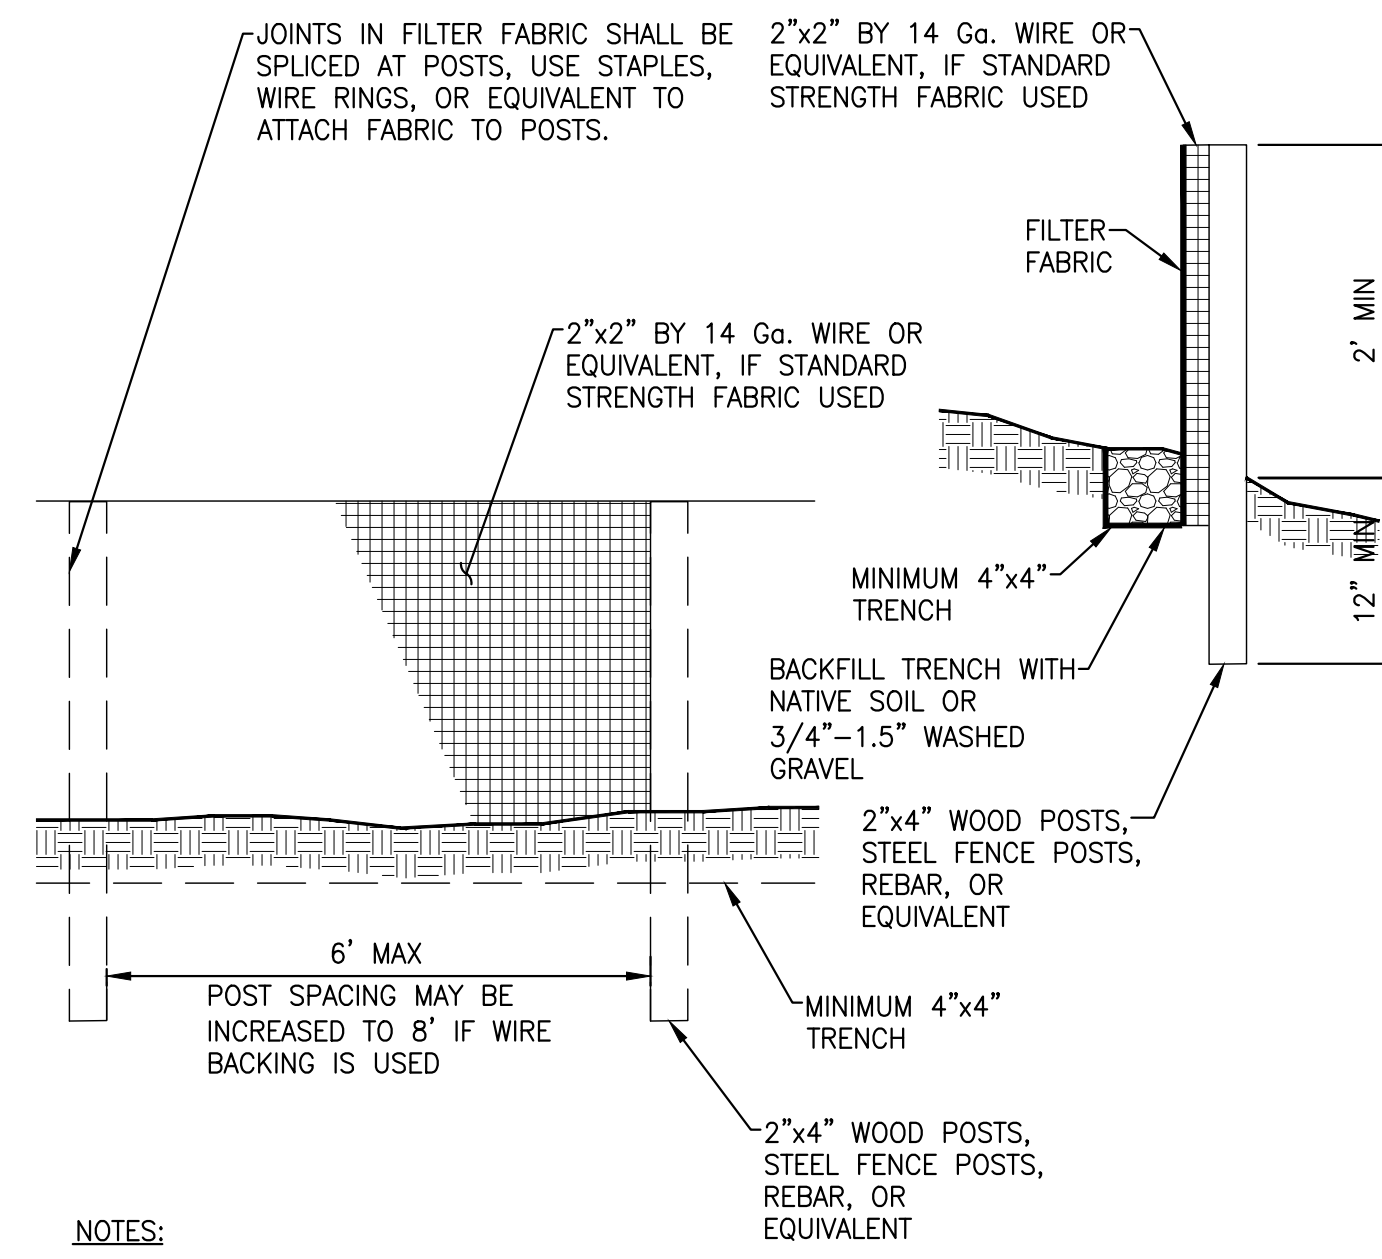 JOINTS IN FILTER FABRIC SHALL BE
SPLICED AT POSTS, USE STAPLES,
WIRE RINGS, OR EQUIVALENT TO
ATTACH FABRIC TO POSTS.
2”x2” BY 14 Ga. WIRE OR
EQUIVALENT, IF STANDARD
STRENGTH FABRIC USED
FILTER
FABRIC
2’ MIN
2”x2” BY 14 Ga. WIRE OR
EQUIVALENT, IF STANDARD
STRENGTH FABRIC USED
12” MIN
MINIMUM 4”x4”
TRENCH
BACKFILL TRENCH WITH
NATIVE SOIL OR
3/4”–1.5” WASHED
GRAVEL
2”x4” WOOD POSTS,
STEEL FENCE POSTS,
REBAR, OR
EQUIVALENT
6’ MAX
POST SPACING MAY BE
INCREASED TO 8’ IF WIRE
BACKING IS USED
MINIMUM 4”x4”
TRENCH
2”x4” WOOD POSTS,
STEEL FENCE POSTS,
REBAR, OR
EQUIVALENT
NOTES: